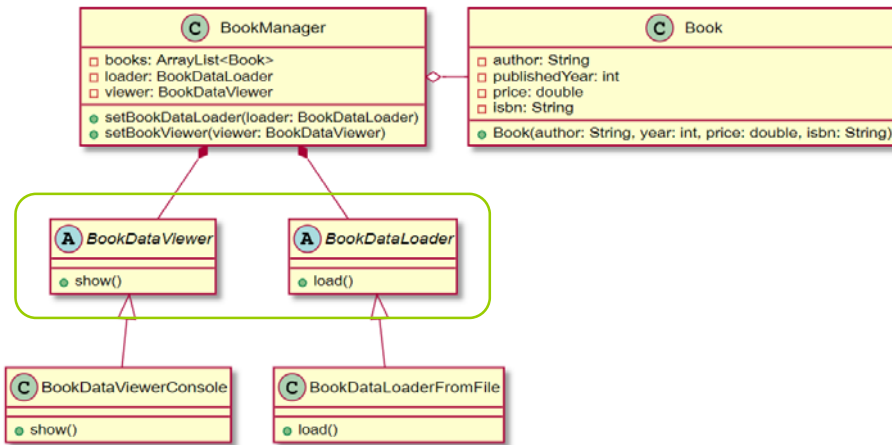 C BookManager
books: ArrayList<Book>
loader: BookDataLoader
viewer: BookDataViewer
setBookDataLoader(loader: BookDataLoader)
setBookViewer(viewer: BookDataViewer)
C Book
author: String
publishedYear: int
price: double
isbn: String
Book(author: String, year: int, price: double, isbn: String)
A BookDataViewer
show()
A BookDataLoader
load()
C BookDataViewerConsole
show()
C BookDataLoaderFromFile
load()